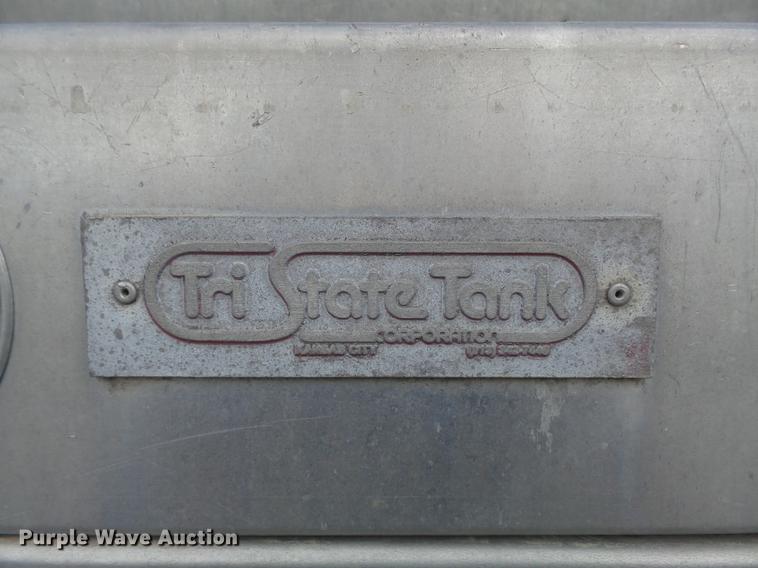 Tri State Tank
CORPORATION
KANSAS CITY
Purple Wave Auction